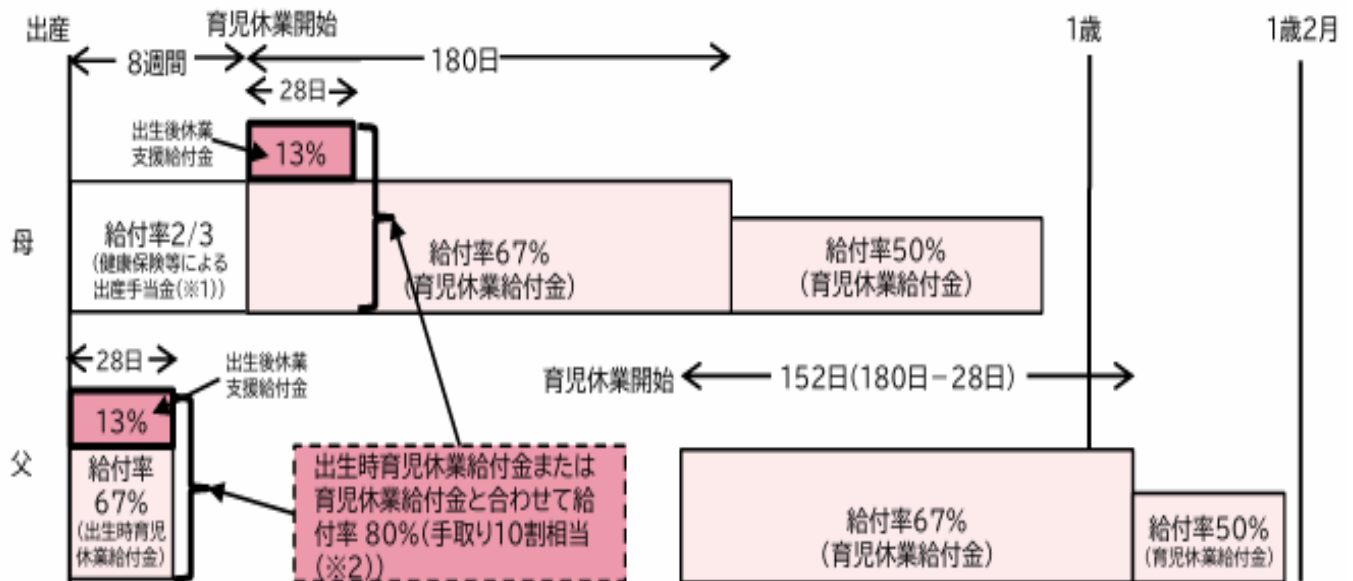 出産
育児休業開始
1歳
1歳2月
8週間
180日
28日
出生後休業
支援給付金
13%
母
給付率2/3
(健康保険等による
出産手当金(※1))
給付率67%
(育児休業給付金)
給付率50%
(育児休業給付金)
28日
出生後休業
支援給付金
育児休業開始
152日(180日－28日)
父
13%
給付率
67%
(出生時育児
休業給付金)
出生時育児休業給付金または
育児休業給付金と合わせて給
付率 80%(手取り10割相当
(※2))
給付率67%
(育児休業給付金)
給付率50%
(育児休業給付金)